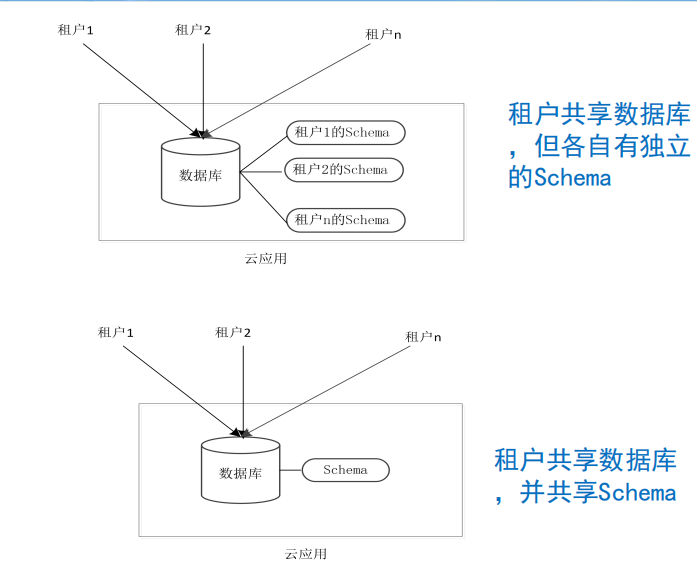 租户1
租户2
租户n
租户1的Schema
租户2的Schema
租户n的Schema
数据库
云应用
租户共享数据库
，但各自有独立
的Schema
租户1
租户2
租户n
数据库
Schema
云应用
租户共享数据库
，并共享Schema